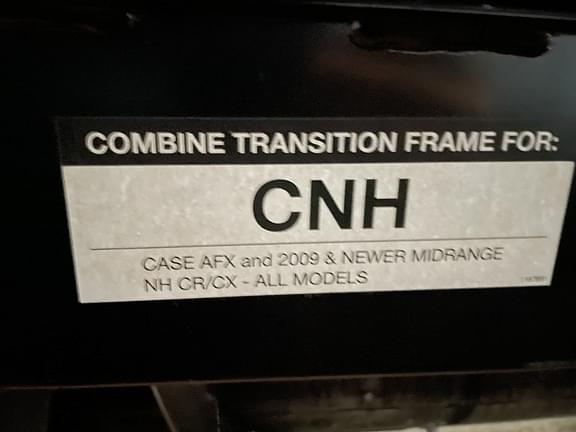 COMBINE TRANSITION FRAME FOR:
CNH
CASE AFX and 2009 & NEWER MIDRANGE
NH CR/CX - ALL MODELS